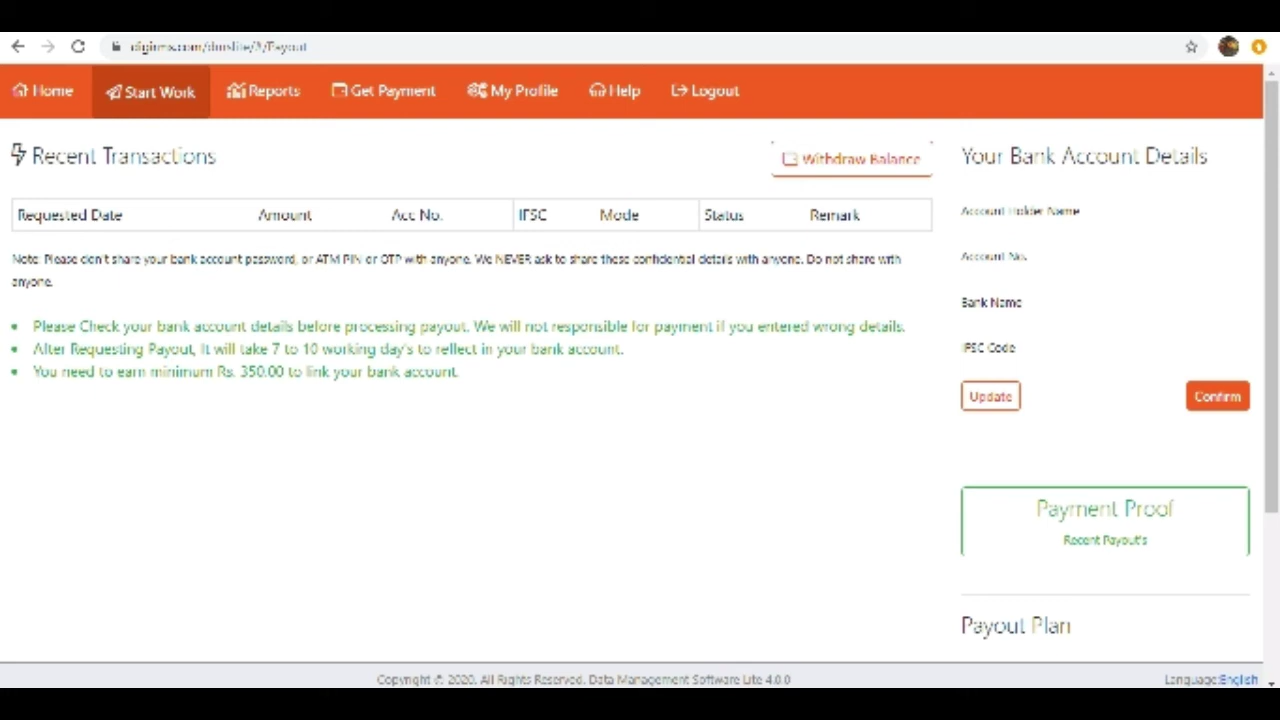 Home Start Work Reports Get Payment My Profile Help Logout
Recent Transactions
Withdraw Balance
Requested Date Amount Acc No. IFSC Mode Status Remark
Note: Please don't share your bank account password, or ATM PIN or OTP with anyone. We NEVER ask to share these confidential details with anyone. Do not share with
anyone.
Please Check your bank account details before processing payout. We will not responsible for payment if you entered wrong details.
After Requesting Payout, It will take 7 to 10 working day's to reflect in your bank account.
You need to earn minimum Rs. 350.00 to link your bank account.
Your Bank Account Details
Account Holder Name
Account No.
Bank Name
IFSC Code
Update Confirm
Payment Proof
Recent Payout's
Payout Plan
Copyright © 2020. All Rights Reserved. Data Management Software Lite 4.0.0
Language:English